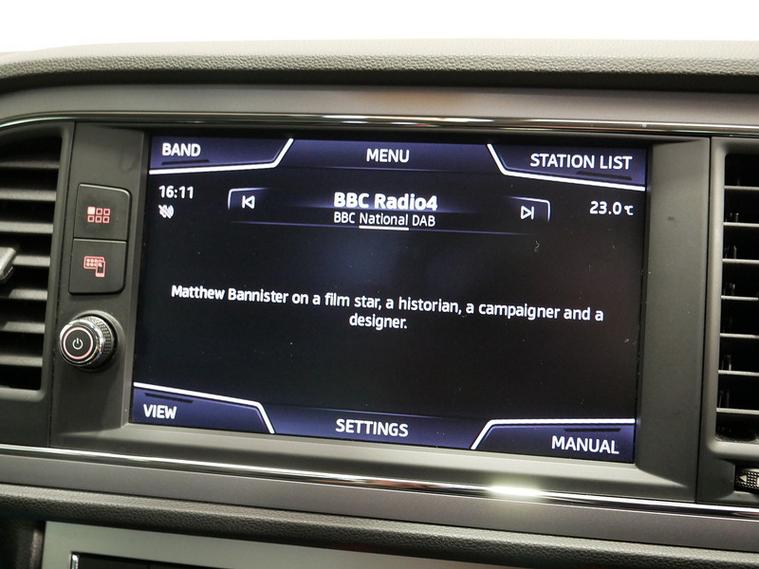 BAND
MENU
STATION LIST
16:11
BBC Radio4
23.0 °C
BBC National DAB
Matthew Bannister on a film star, a historian, a campaigner and a
designer.
VIEW
SETTINGS
MANUAL